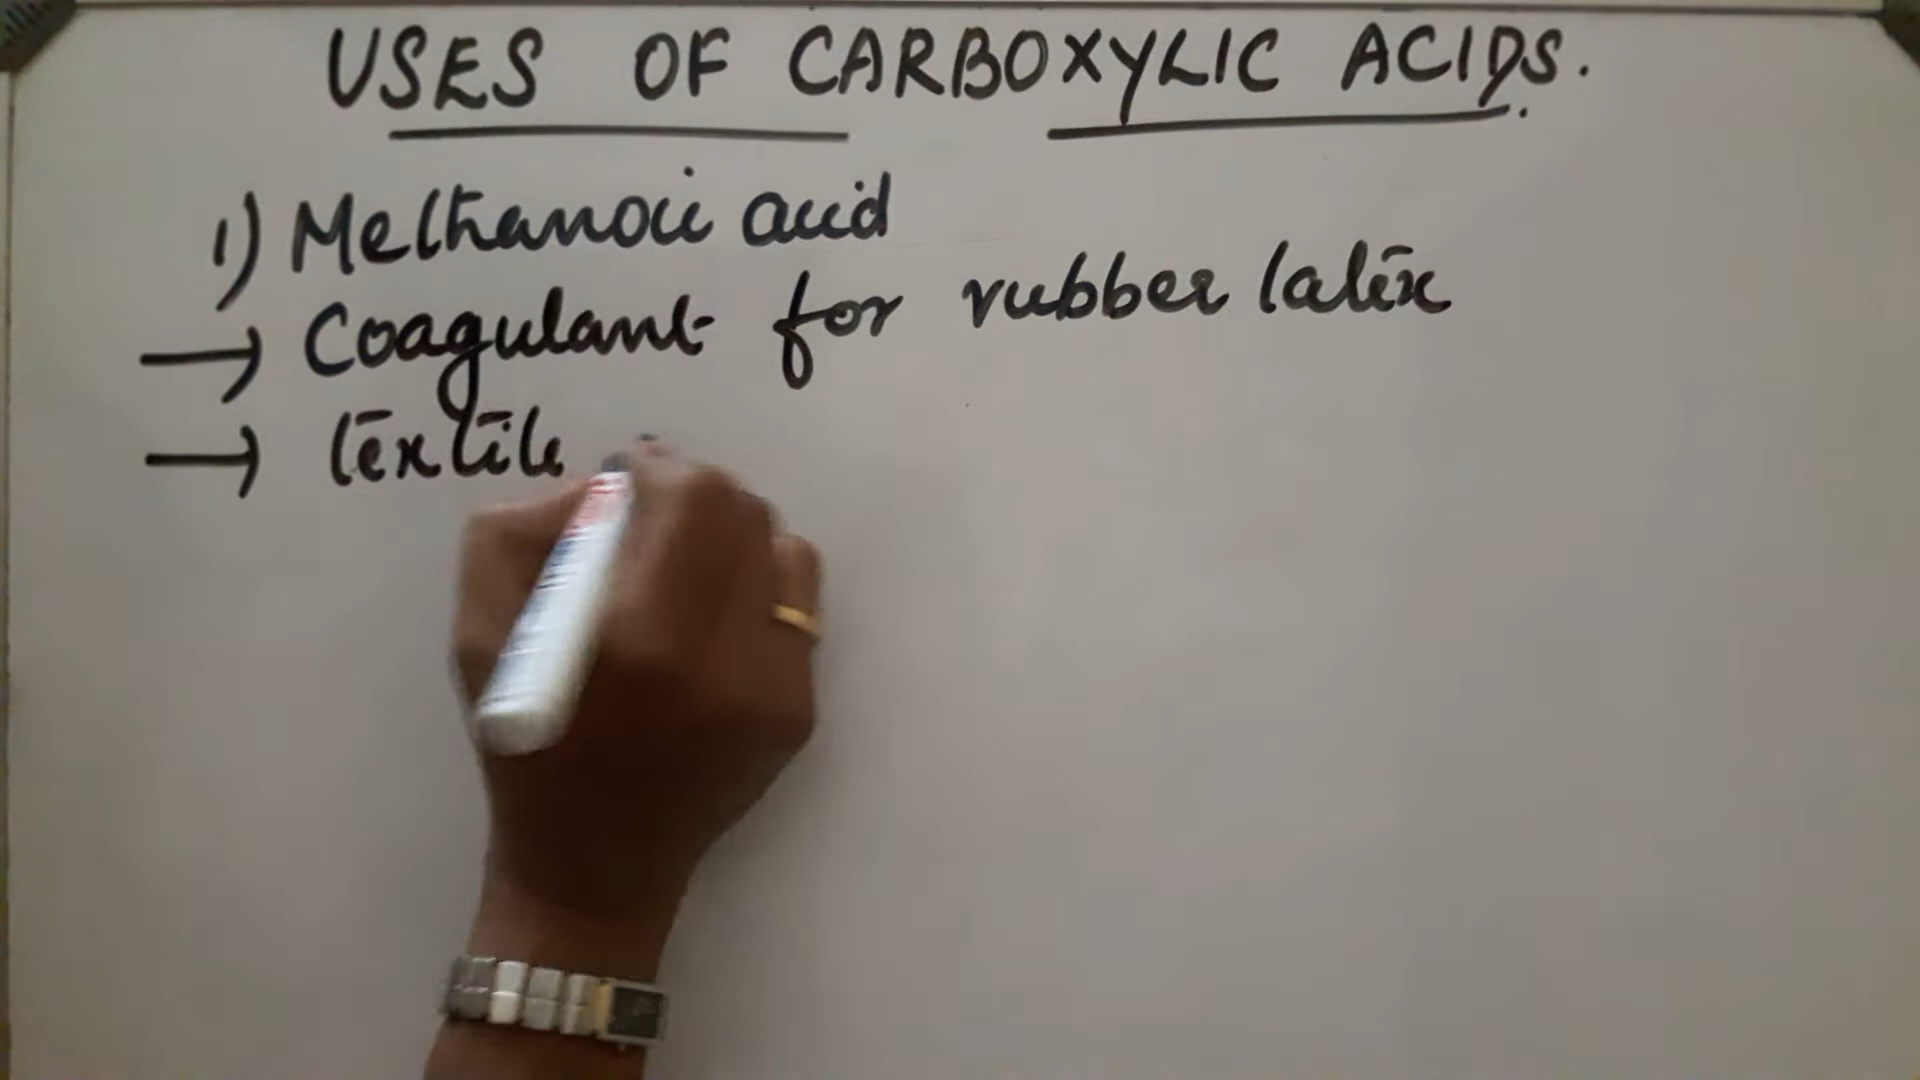 USES OF CARBOXYLIC ACIDS.
1) Methanoic acid
→ Coagulant for rubber latex
→ textile